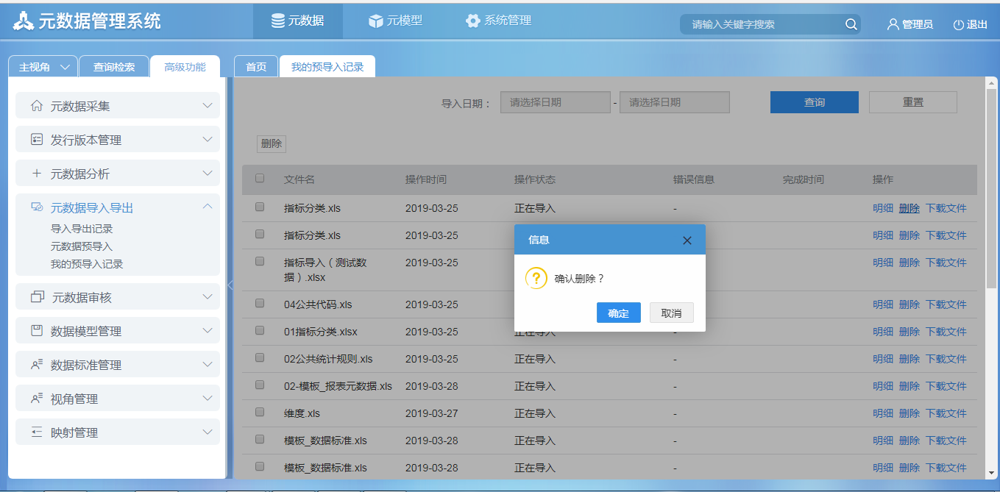 元数据管理系统
元数据
元模型
系统管理
请输入关键字搜索
管理员
退出
主视角
查询检索
高级功能
首页
我的预导入记录
元数据采集
发行版本管理
元数据分析
元数据导入导出
导入导出记录
元数据预导入
我的预导入记录
元数据审核
数据模型管理
数据标准管理
视角管理
映射管理
导入日期：
请选择日期
-
请选择日期
查询
重置
删除
文件名 操作时间 操作状态 错误信息 完成时间 操作
指标分类.xls 2019-03-25 正在导入 - 明细 删除 下载文件
指标分类.xls 2019-03-25 明细 删除 下载文件
指标导入（测试数 2019-03-25 明细 删除 下载文件
据）.xlsx
04公共代码.xls 2019-03-25 明细 删除 下载文件
01指标分类.xlsx 2019-03-25 正在导入 - 明细 删除 下载文件
02公共统计规则.xls 2019-03-25 正在导入 - 明细 删除 下载文件
02-模板_报表元数据.xls 2019-03-28 正在导入 - 明细 删除 下载文件
维度.xls 2019-03-27 正在导入 - 明细 删除 下载文件
模板_数据标准.xls 2019-03-28 正在导入 - 明细 删除 下载文件
模板_数据标准.xls 2019-03-28 正在导入 - 明细 删除 下载文件
信息
确认删除？
确定
取消